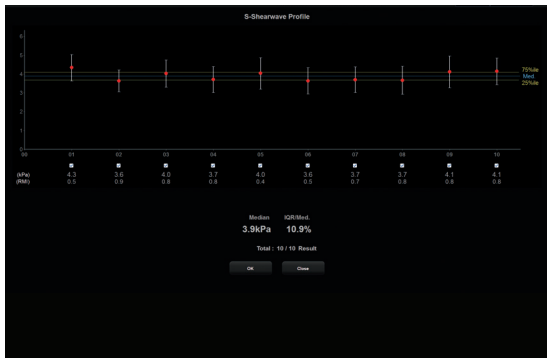 S-Shearwave Profile
6
5
75%ile
4
Med.
25%ile
3
2
1
0
00 01 02 03 04 05 06 07 08 09 10
(kPa) 4.3 3.6 4.0 3.7 4.0 3.6 3.7 3.7 4.1 4.1
(RMI) 0.5 0.9 0.8 0.8 0.4 0.5 0.7 0.8 0.8 0.8
Median IQR/Med.
3.9kPa 10.9%
Total : 10 / 10 Result
OK Close